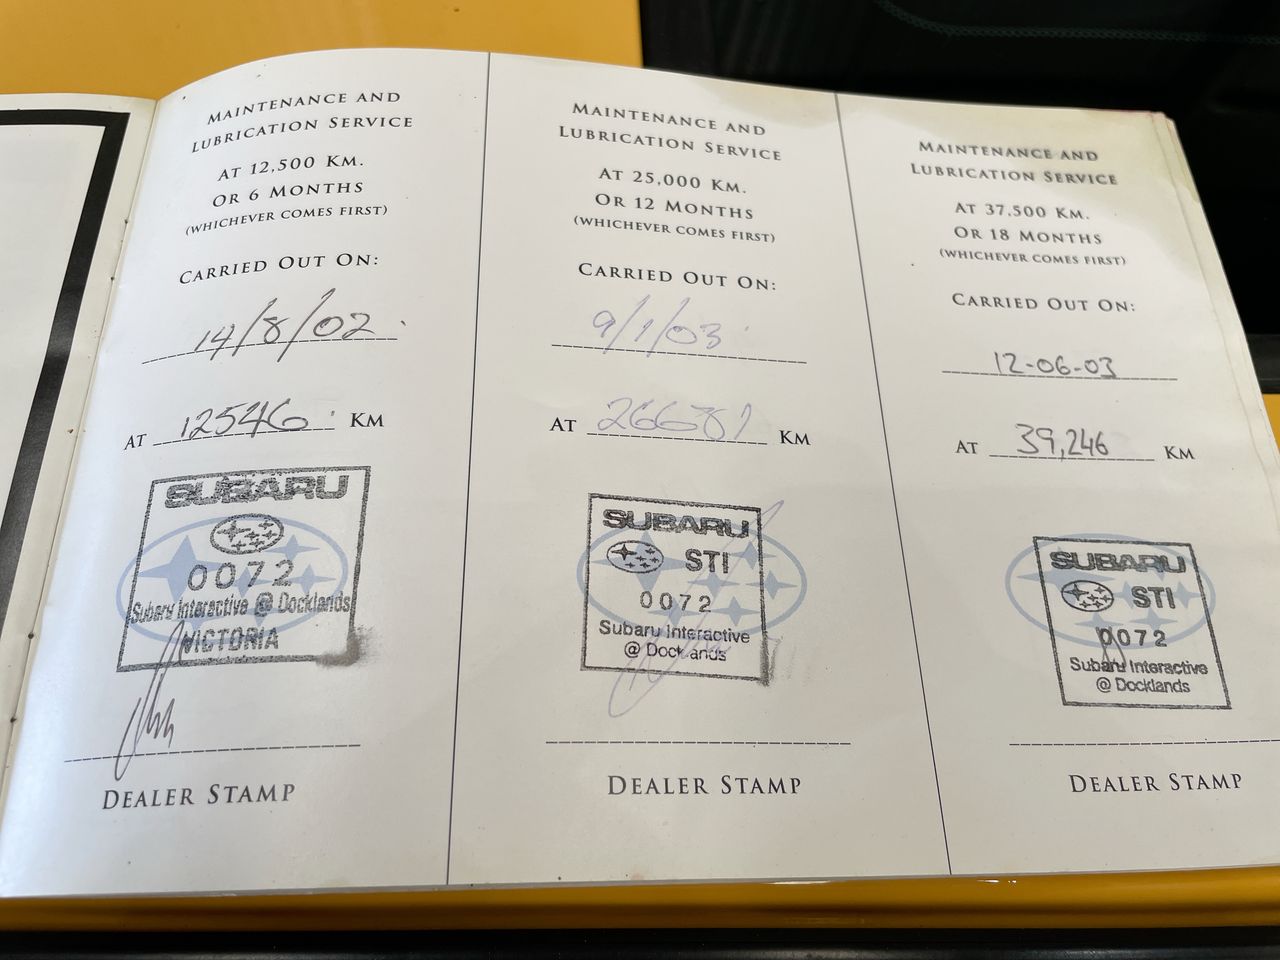 MAINTENANCE AND
LUBRICATION SERVICE
AT 12,500 KM.
OR 6 MONTHS
(WHICHEVER COMES FIRST)
CARRIED OUT ON:
14/8/02
AT 12546 KM
SUBARU
0072
Subaru Interactive @ Docklands
VICTORIA
DEALER STAMP
MAINTENANCE AND
LUBRICATION SERVICE
AT 25,000 KM.
OR 12 MONTHS
(WHICHEVER COMES FIRST)
CARRIED OUT ON:
9/1/03
AT KM
SUBARU
STI
0072
Subaru Interactive
@ Docklands
DEALER STAMP
MAINTENANCE AND
LUBRICATION SERVICE
AT 37,500 KM.
OR 18 MONTHS
(WHICHEVER COMES FIRST)
CARRIED OUT ON:
12-06-03
AT 39,246 KM
SUBARU
STI
0072
Subaru Interactive
@ Docklands
DEALER STAMP